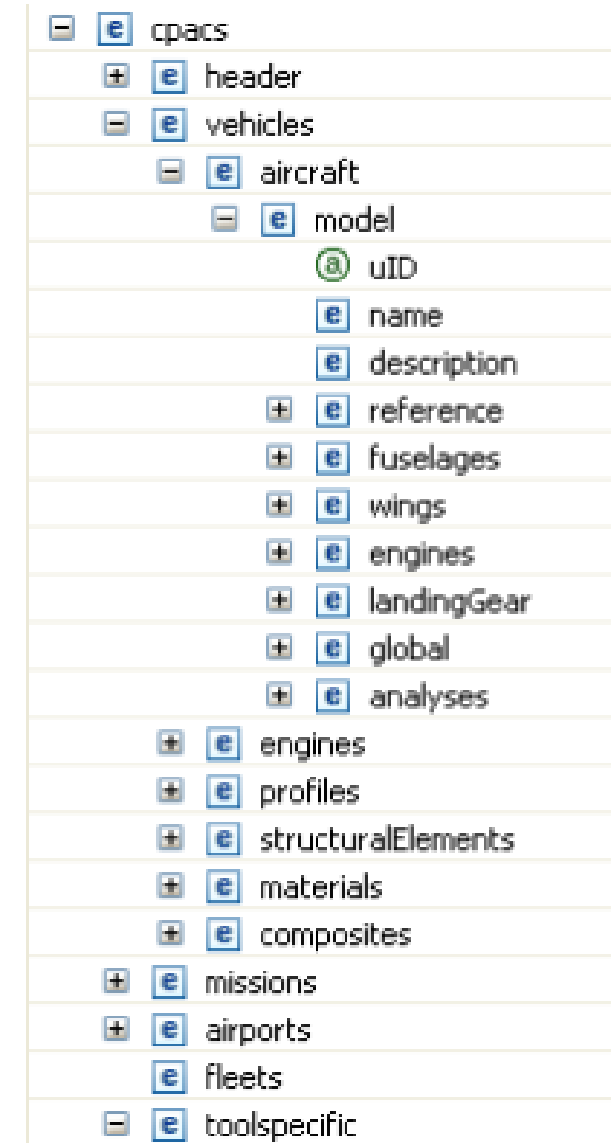 e cpacs
e header
e vehicles
e aircraft
e model
a uID
e name
e description
e reference
e fuselages
e wings
e engines
e landingGear
e global
e analyses
e engines
e profiles
e structuralElements
e materials
e composites
e missions
e airports
e fleets
e toolspecific